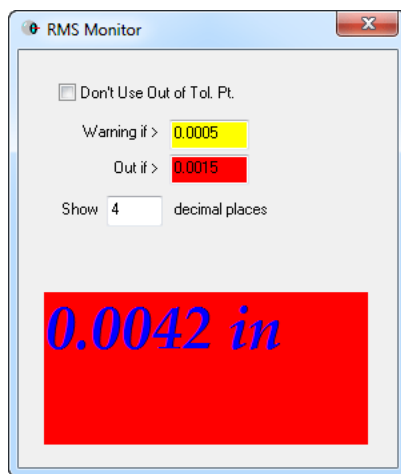 RMS Monitor
Don't Use Out of Tol. Pt.
Warning if > 0.0005
Out if > 0.0015
Show 4 decimal places
0.0042 in